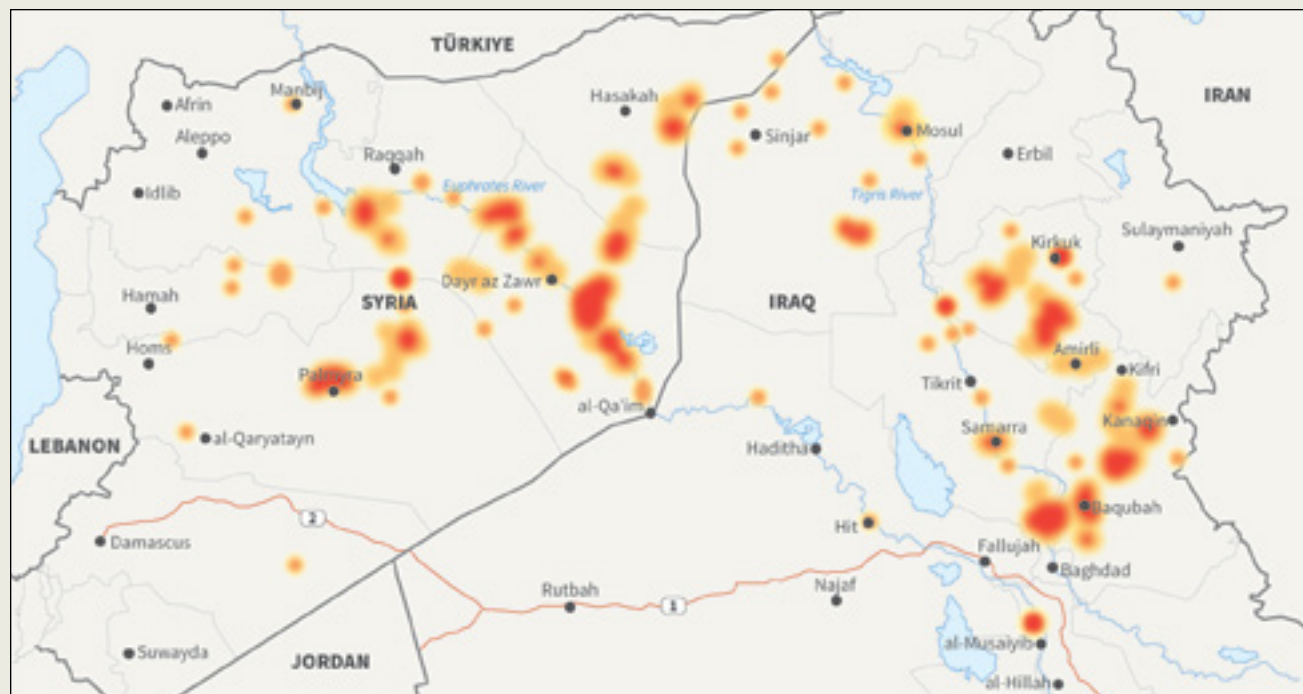 TÜRKIYE
IRAN
Afrin
Manbij
Hasakah
Aleppo
Raqqah
Sinjar
Mosul
Erbil
Idlib
Euphrates River
Tigris River
Kirkuk
Sulaymaniyah
Dayr az Zawr
Hamah
SYRIA
IRAQ
Homs
Amirli
Kifri
Palmyra
Tikrit
al-Qa'im
Kanaqin
Samarra
LEBANON
al-Qaryatayn
Haditha
Baqubah
2
Hit
Damascus
Fallujah
Baghdad
Rutbah
Najaf
1
al-Musaiyib
Suwayda
JORDAN
al-Hillah